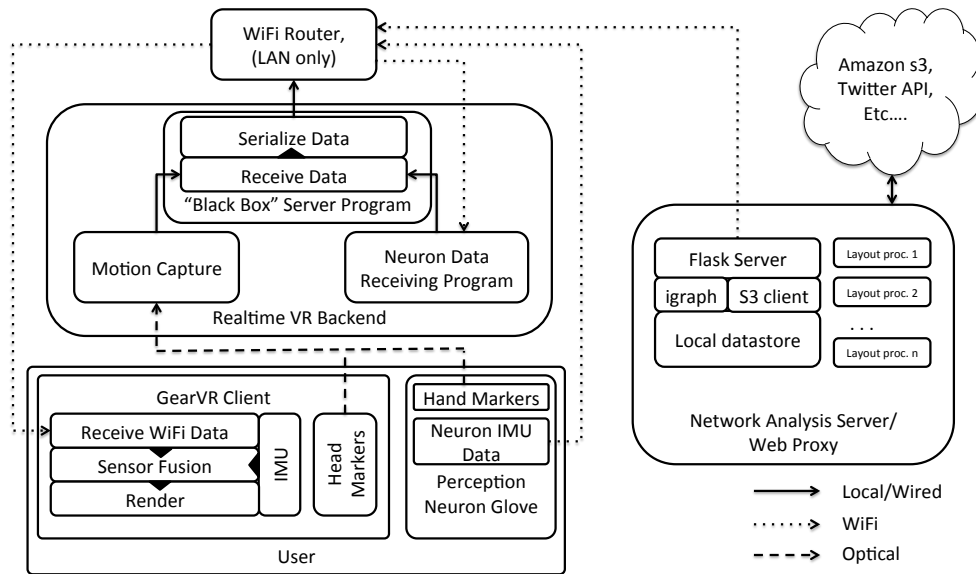 WiFi Router,
(LAN only)
Serialize Data
Receive Data
“Black Box” Server Program
Motion Capture
Neuron Data
Receiving Program
Realtime VR Backend
GearVR Client
Receive WiFi Data
Sensor Fusion
Render
IMU
Head
Markers
Hand Markers
Neuron IMU
Data
Perception
Neuron Glove
User
Amazon s3,
Twitter API,
Etc....
Flask Server
igraph
S3 client
Local datastore
Layout proc. 1
Layout proc. 2
. . .
Layout proc. n
Network Analysis Server/
Web Proxy
Local/Wired
WiFi
Optical